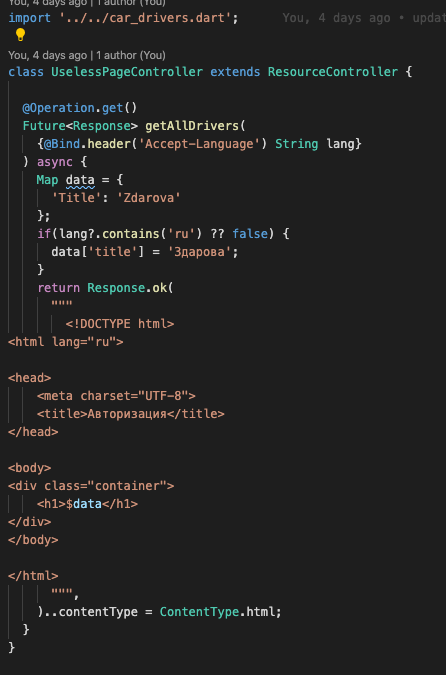 You, 4 days ago | 1 author (You)
import '../../car_drivers.dart'; You, 4 days ago • updat
You, 4 days ago | 1 author (You)
class UselessPageController extends ResourceController {
@Operation.get()
Future<Response> getAllDrivers(
{@Bind.header('Accept-Language') String lang}
) async {
Map data = {
'Title': 'Zdarova'
};
if(lang?.contains('ru') ?? false) {
data['title'] = 'Здарова';
}
return Response.ok(
"""
<!DOCTYPE html>
<html lang="ru">
<head>
<meta charset="UTF-8">
<title>Авторизация</title>
</head>
<body>
<div class="container">
<h1>$data</h1>
</div>
</body>
</html>
""",
)..contentType = ContentType.html;
}
}